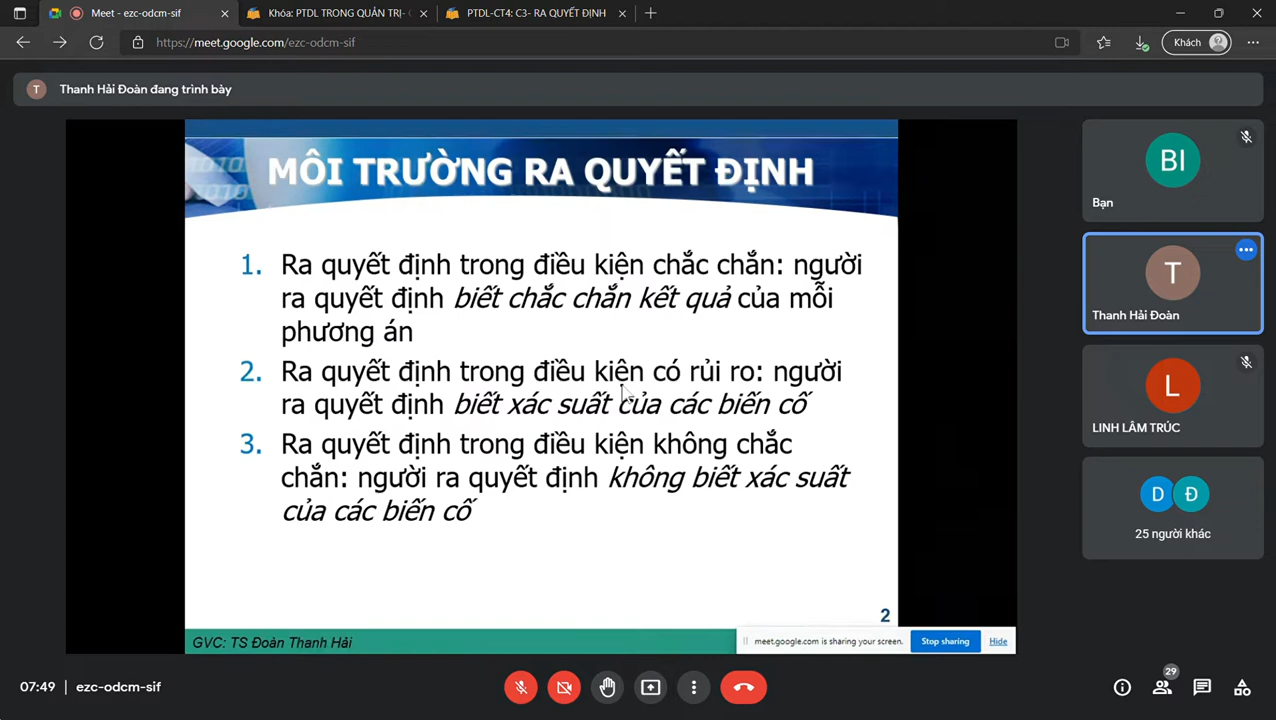 Meet - ezc-odcm-sif
Khóa: PTDL TRONG QUẢN TRỊ- 
PTDL-CT4: C3- RA QUYẾT ĐỊNH
https://meet.google.com/ezc-odcm-sif
Khách
T
Thanh Hải Đoàn đang trình bày
MÔI TRƯỜNG RA QUYẾT ĐỊNH
1. Ra quyết định trong điều kiện chắc chắn: người
ra quyết định biết chắc chắn kết quả của mỗi
phương án
2. Ra quyết định trong điều kiện có rủi ro: người
ra quyết định biết xác suất của các biến cố
3. Ra quyết định trong điều kiện không chắc
chắn: người ra quyết định không biết xác suất
của các biến cố
2
GVC: TS Đoàn Thanh Hải
meet.google.com is sharing your screen.
Stop sharing
Hide
BI
Bạn
T
Thanh Hải Đoàn
L
LINH LÂM TRÚC
D Đ
25 người khác
07:49 | ezc-odcm-sif
29